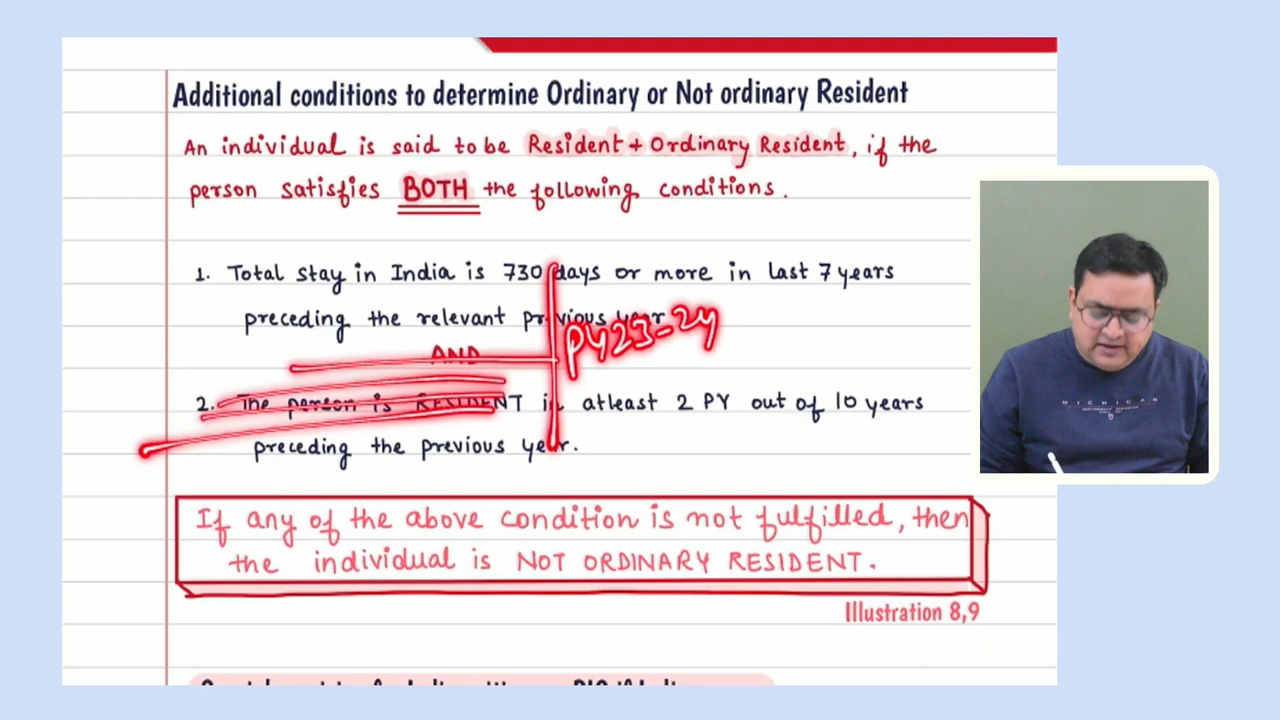 Additional conditions to determine Ordinary or Not ordinary Resident
An individual is said to be Resident + Ordinary Resident, if the
person satisfies BOTH the following conditions.
1. Total stay in India is 730 days or more in last 7 years
preceding the relevant previous year
PY23-24
AND
2. The person is RESIDENT in atleast 2 PY out of 10 years
preceding the previous year.
If any of the above condition is not fulfilled, then
the individual is NOT ORDINARY RESIDENT.
Illustration 8,9
MICHIGAN